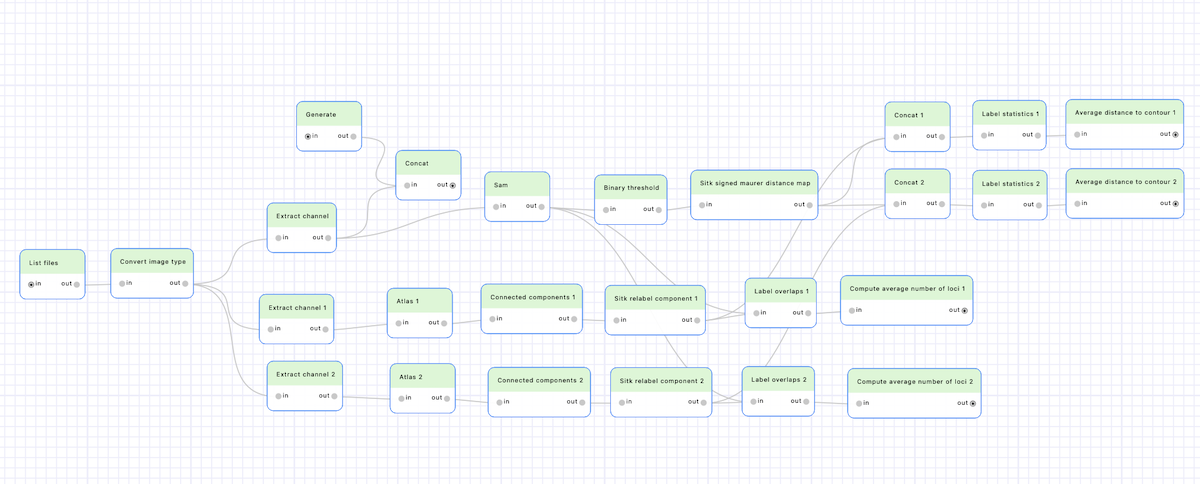 Generate
in out
Concat
in out
Extract channel
in out
List files
in out
Convert image type
in out
Extract channel 1
in out
Extract channel 2
in out
Atlas 1
in out
Atlas 2
in out
Sam
in out
Connected components 1
in out
Connected components 2
in out
Binary threshold
in out
Sitk relabel component 1
in out
Sitk relabel component 2
in out
Sitk signed maurer distance map
in out
Label overlaps 1
in out
Label overlaps 2
in out
Concat 1
in out
Concat 2
in out
Label statistics 1
in out
Label statistics 2
in out
Average distance to contour 1
in out
Average distance to contour 2
in out
Compute average number of loci 1
in out
Compute average number of loci 2
in out